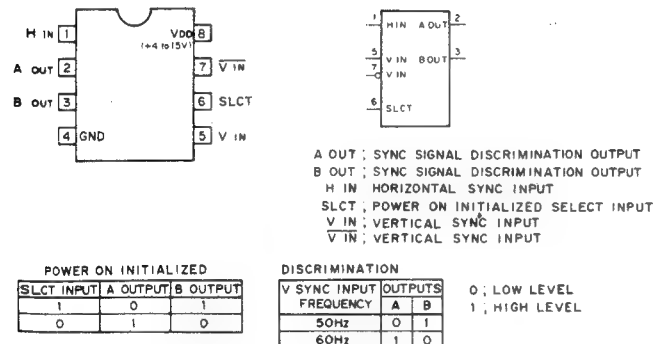 H IN 1
A OUT 2
B OUT 3
4 GND
VDD 8
(+4 to 15V)
7 V IN
6 SLCT
5 V IN
1 HIN A OUT 2
5 V IN B OUT 3
7 V IN
6 SLCT
A OUT ; SYNC SIGNAL DISCRIMINATION OUTPUT
B OUT ; SYNC SIGNAL DISCRIMINATION OUTPUT
H IN HORIZONTAL SYNC INPUT
SLCT ; POWER ON INITIALIZED SELECT INPUT
V IN ; VERTICAL SYNC INPUT
V IN ; VERTICAL SYNC INPUT
POWER ON INITIALIZED
SLCT INPUT A OUTPUT B OUTPUT
1 0 1
0 1 0
DISCRIMINATION
V SYNC INPUT FREQUENCY OUTPUTS
A B
50Hz 0 1
60Hz 1 0
0 ; LOW LEVEL
1 ; HIGH LEVEL